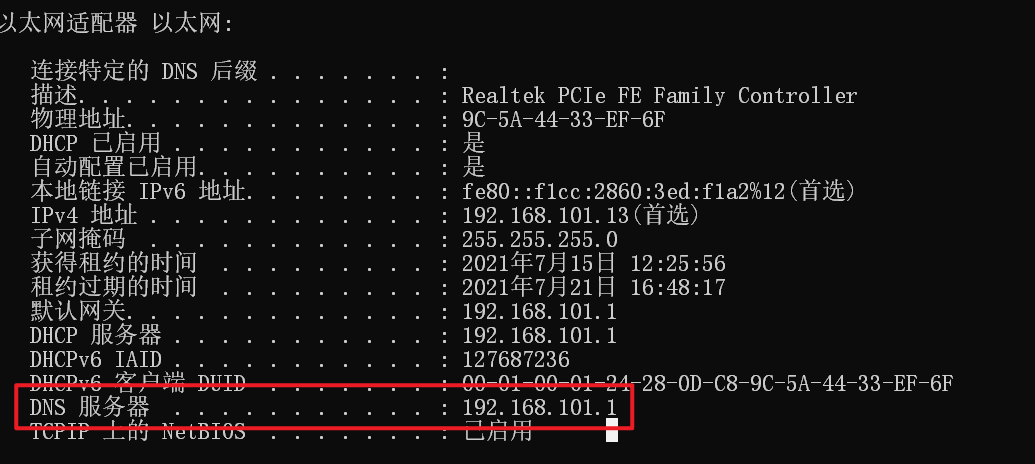 以太网适配器 以太网:
连接特定的 DNS 后缀 . . . . . . . :
描述. . . . . . . . . . . . . . . : Realtek PCIe FE Family Controller
物理地址. . . . . . . . . . . . . : 9C-5A-44-33-EF-6F
DHCP 已启用 . . . . . . . . . . . : 是
自动配置已启用. . . . . . . . . . : 是
本地链接 IPv6 地址. . . . . . . . : fe80::f1cc:2860:3ed:f1a2%12(首选)
IPv4 地址 . . . . . . . . . . . . : 192.168.101.13(首选)
子网掩码  . . . . . . . . . . . . : 255.255.255.0
获得租约的时间  . . . . . . . . . : 2021年7月15日 12:25:56
租约过期的时间  . . . . . . . . . : 2021年7月21日 16:48:17
默认网关. . . . . . . . . . . . . : 192.168.101.1
DHCP 服务器 . . . . . . . . . . . : 192.168.101.1
DHCPv6 IAID . . . . . . . . . . . : 127687236
DHCPv6 客户端 DUID  . . . . . . . : 00-01-00-01-24-28-0D-C8-9C-5A-44-33-EF-6F
DNS 服务器  . . . . . . . . . . . : 192.168.101.1
TCPIP 上的 NetBIOS  . . . . . . . : 已启用